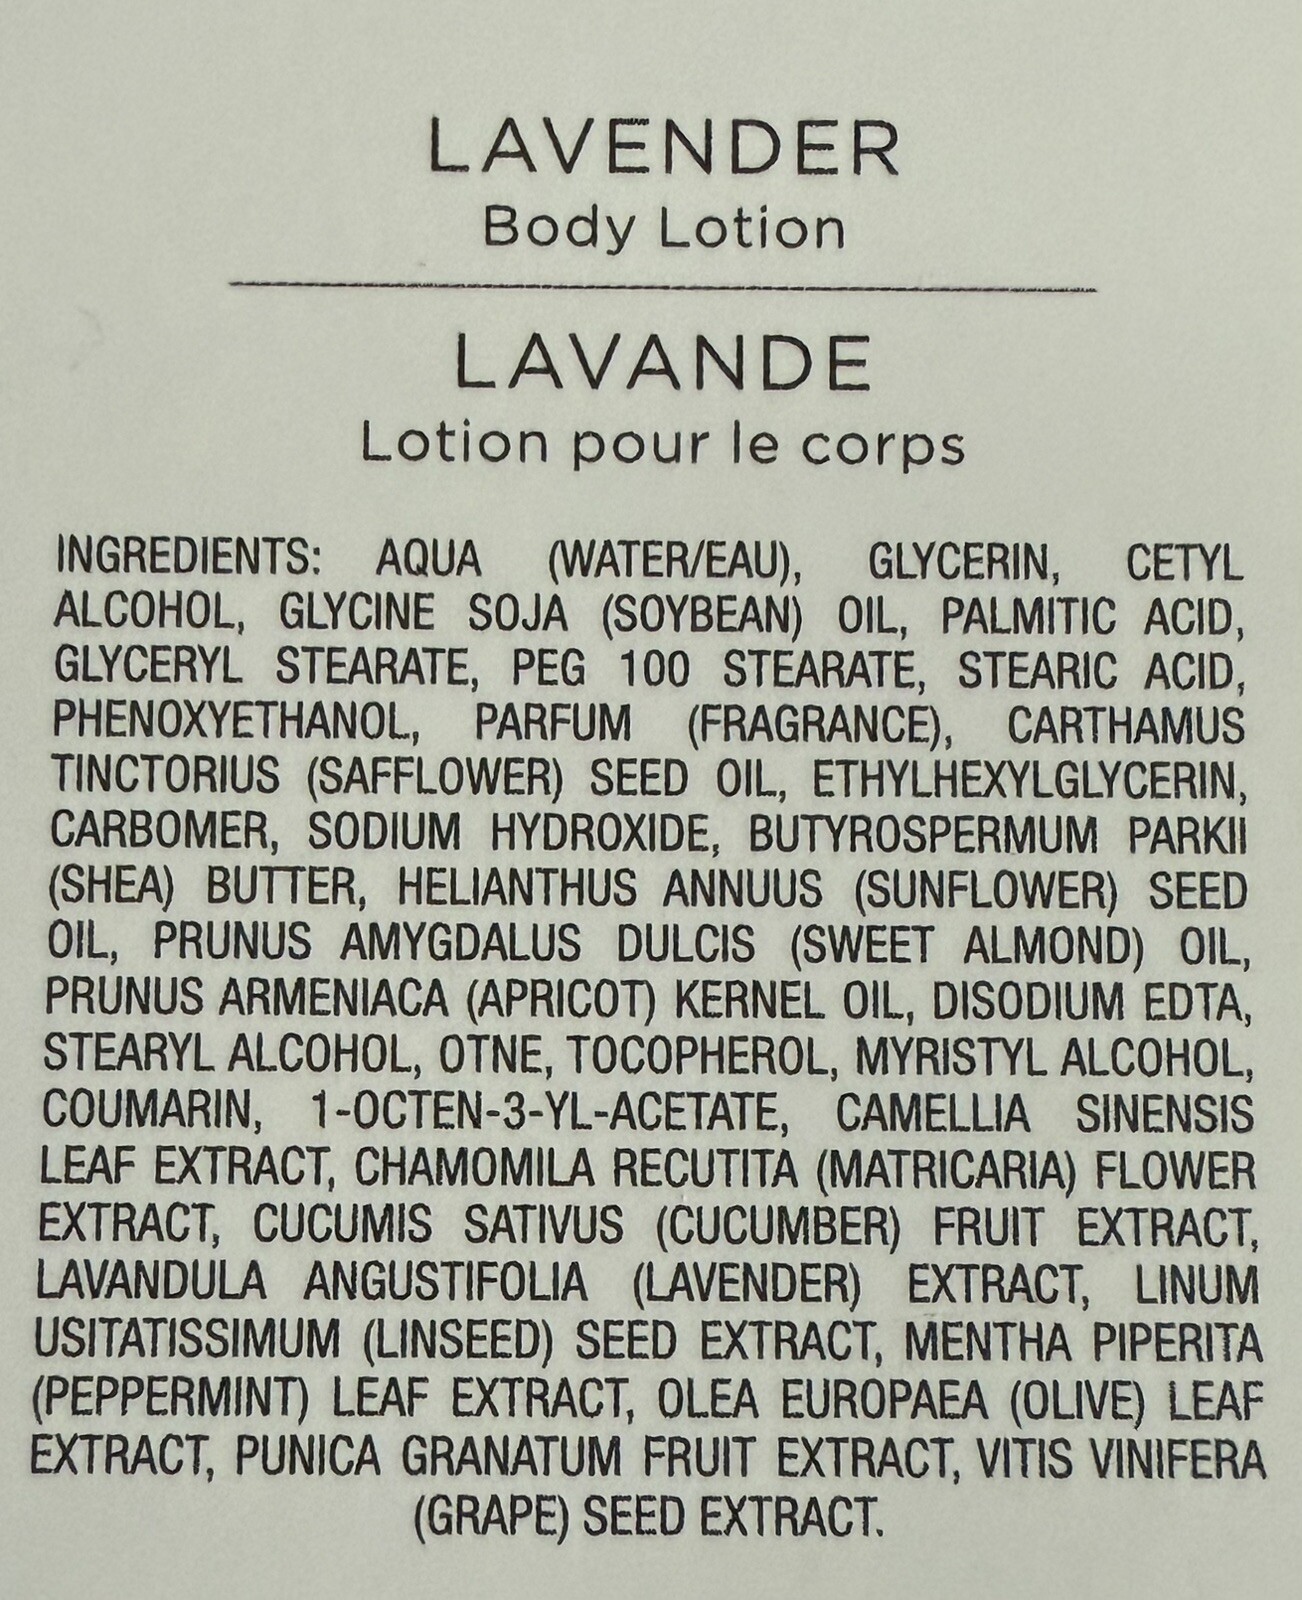 LAVENDER
Body Lotion
LAVANDE
Lotion pour le corps
INGREDIENTS: AQUA (WATER/EAU), GLYCERIN, CETYL
ALCOHOL, GLYCINE SOJA (SOYBEAN) OIL, PALMITIC ACID,
GLYCERYL STEARATE, PEG 100 STEARATE, STEARIC ACID,
PHENOXYETHANOL, PARFUM (FRAGRANCE), CARTHAMUS
TINCTORIUS (SAFFLOWER) SEED OIL, ETHYLHEXYLGLYCERIN,
CARBOMER, SODIUM HYDROXIDE, BUTYROSPERMUM PARKII
(SHEA) BUTTER, HELIANTHUS ANNUUS (SUNFLOWER) SEED
OIL, PRUNUS AMYGDALUS DULCIS (SWEET ALMOND) OIL,
PRUNUS ARMENIACA (APRICOT) KERNEL OIL, DISODIUM EDTA,
STEARYL ALCOHOL, OTNE, TOCOPHEROL, MYRISTYL ALCOHOL,
COUMARIN, 1-OCTEN-3-YL-ACETATE, CAMELLIA SINENSIS
LEAF EXTRACT, CHAMOMILA RECUTITA (MATRICARIA) FLOWER
EXTRACT, CUCUMIS SATIVUS (CUCUMBER) FRUIT EXTRACT,
LAVANDULA ANGUSTIFOLIA (LAVENDER) EXTRACT, LINUM
USITATISSIMUM (LINSEED) SEED EXTRACT, MENTHA PIPERITA
(PEPPERMINT) LEAF EXTRACT, OLEA EUROPAEA (OLIVE) LEAF
EXTRACT, PUNICA GRANATUM FRUIT EXTRACT, VITIS VINIFERA
(GRAPE) SEED EXTRACT.